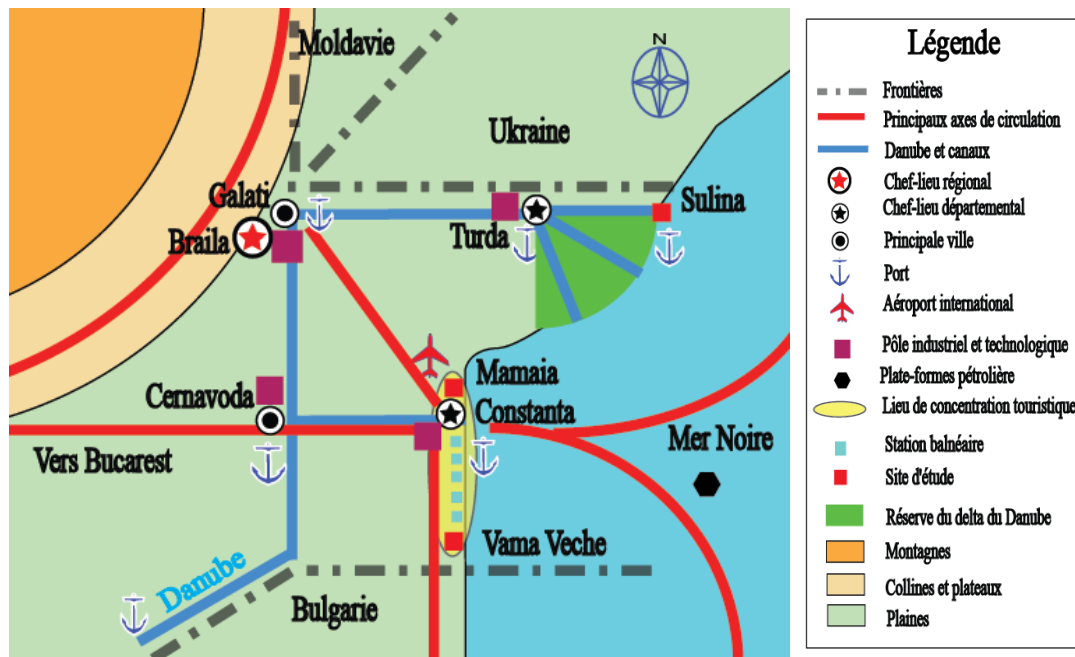 Moldavie
N
Ukraine
Galati
Sulina
Braila
Turda
Mamaia
Cernavoda
Constanta
Mer Noire
Vers Bucarest
Vama Veche
Danube
Bulgarie
Légende
Frontières
Principaux axes de circulation
Danube et canaux
Chef-lieu régional
Chef-lieu départemental
Principale ville
Port
Aéroport international
Pôle industriel et technologique
Plate-formes pétrolière
Lieu de concentration touristique
Station balnéaire
Site d'étude
Réserve du delta du Danube
Montagnes
Collines et plateaux
Plaines